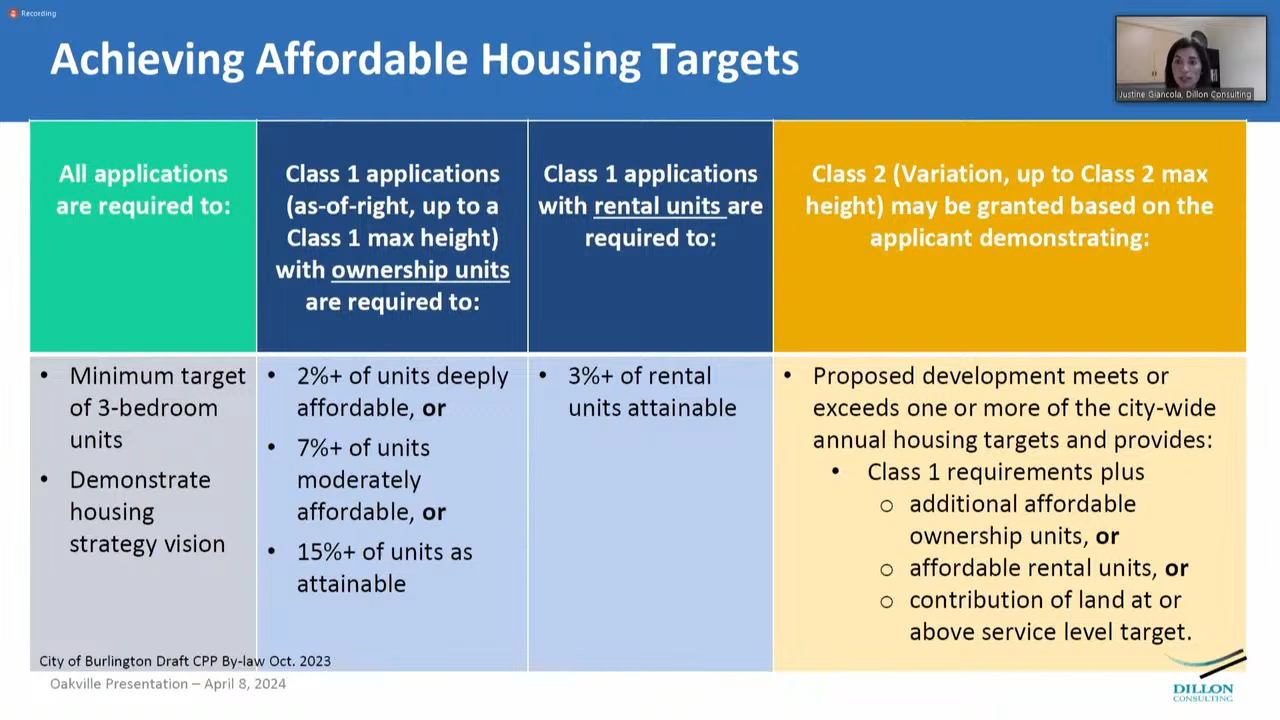 Recording
Achieving Affordable Housing Targets
Justine Giancola, Dillon Consulting
All applications
are required to:
Class 1 applications
(as-of-right, up to a
Class 1 max height)
with ownership units
are required to:
Class 1 applications
with rental units are
required to:
Class 2 (Variation, up to Class 2 max
height) may be granted based on the
applicant demonstrating:
• Minimum target
of 3-bedroom
units
• Demonstrate
housing
strategy vision
• 2%+ of units deeply
affordable, or
• 7%+ of units
moderately
affordable, or
• 15%+ of units as
attainable
• 3%+ of rental
units attainable
• Proposed development meets or
exceeds one or more of the city-wide
annual housing targets and provides:
• Class 1 requirements plus
o additional affordable
ownership units, or
o affordable rental units, or
o contribution of land at or
above service level target.
City of Burlington Draft CPP By-law Oct. 2023
Oakville Presentation – April 8, 2024
DILLON
CONSULTING